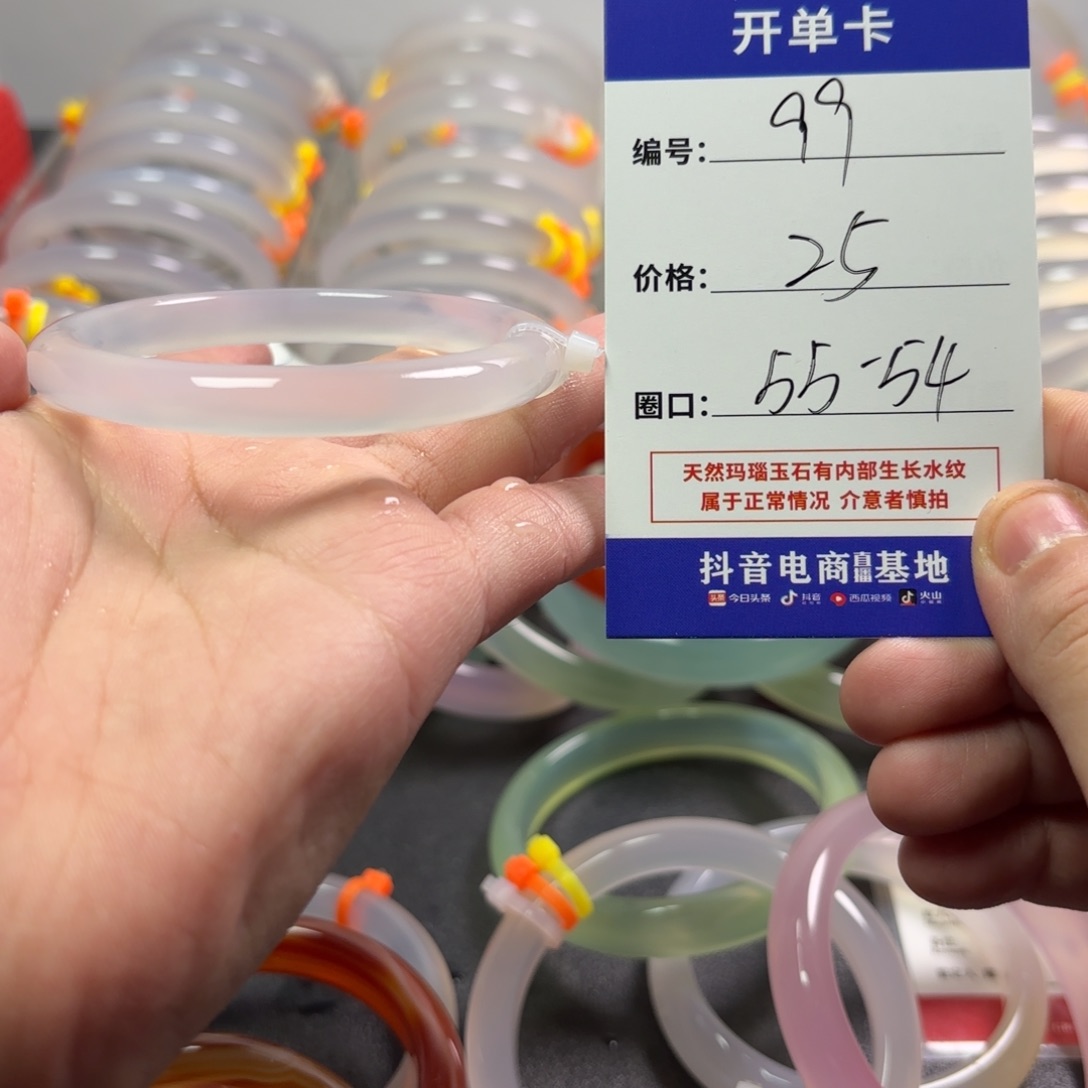 开单卡
编号：99
价格：25
圈口：55-54
天然玛瑙玉石有内部生长水纹
属于正常情况 介意者慎拍
抖音电商直播基地
头条 今日头条 抖音 西瓜视频 火山